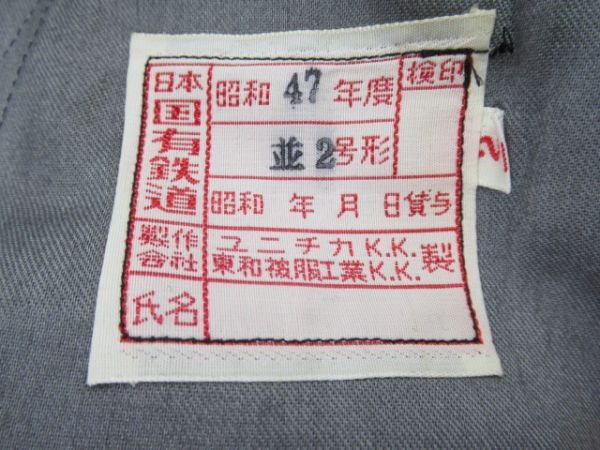 日本国有鉄道
昭和 47 年度
検印
並 2号形
昭和 年 月 日貸与
製作会社
ユニチカK.K.
東和被服工業K.K. 製
氏名